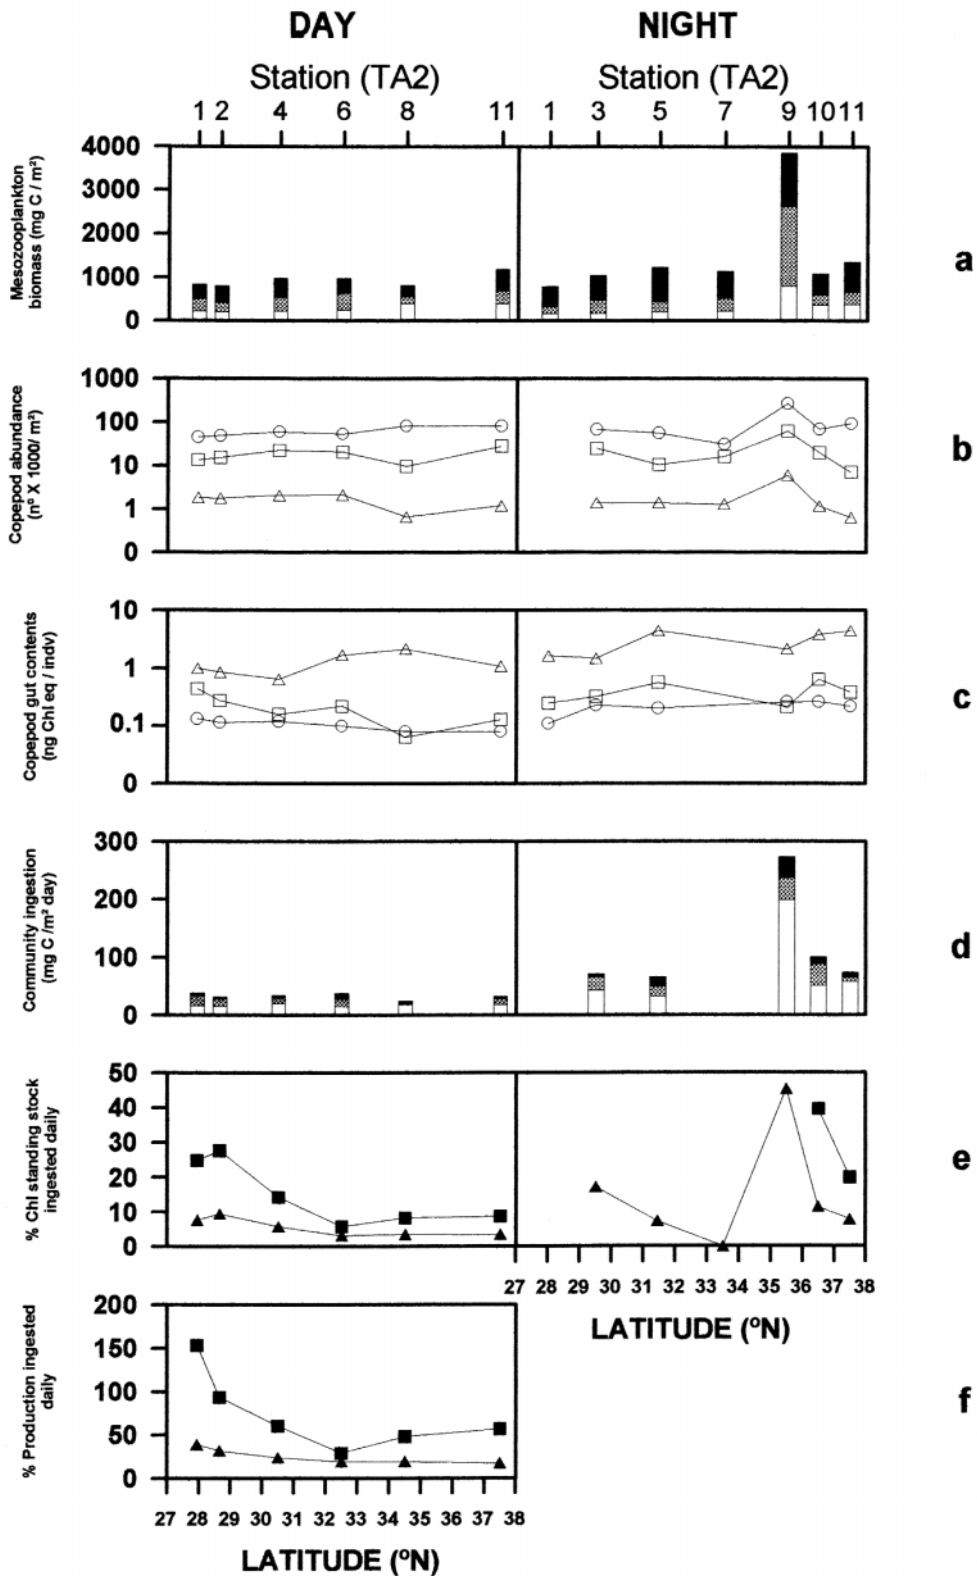 DAY NIGHT
Station (TA2) Station (TA2)
1 2 4 6 8 11 1 3 5 7 9 10 11
Mesozooplankton
biomass (mg C / m²)
4000
3000
2000
1000
0
a
Copepod abundance
(nº X 1000/ m²)
1000
100
10
1
0
b
Copepod gut contents
(ng Chl eq / indv)
10
1
0.1
0
c
Community ingestion
(mg C /m² day)
300
200
100
0
d
% Chl standing stock
ingested daily
50
40
30
20
10
0
e
27 28 29 30 31 32 33 34 35 36 37 38
LATITUDE (ºN)
% Production ingested
daily
200
150
100
50
0
f
27 28 29 30 31 32 33 34 35 36 37 38
LATITUDE (ºN)